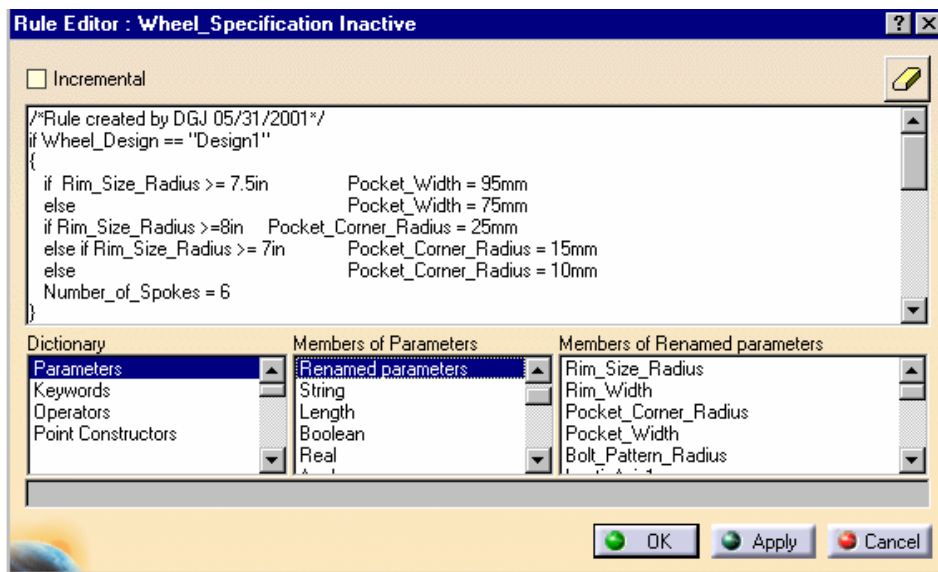 Rule Editor : Wheel_Specification Inactive
Incremental
/*Rule created by DGJ 05/31/2001*/
if Wheel_Design == "Design1"
{
if Rim_Size_Radius >= 7.5in Pocket_Width = 95mm
else Pocket_Width = 75mm
if Rim_Size_Radius >=8in Pocket_Corner_Radius = 25mm
else if Rim_Size_Radius >= 7in Pocket_Corner_Radius = 15mm
else Pocket_Corner_Radius = 10mm
Number_of_Spokes = 6
}
Dictionary Members of Parameters Members of Renamed parameters
Parameters Renamed parameters Rim_Size_Radius
Keywords String Rim_Width
Operators Length Pocket_Corner_Radius
Point Constructors Boolean Pocket_Width
Real Bolt_Pattern_Radius
OK Apply Cancel